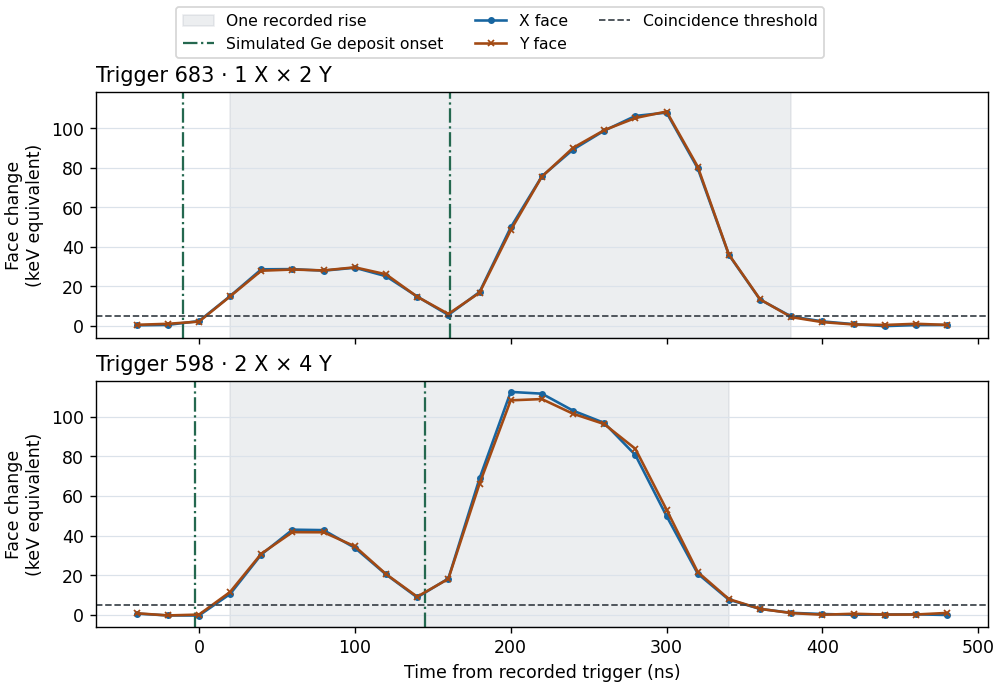 One recorded rise
Simulated Ge deposit onset
X face
Y face
Coincidence threshold
Trigger 683 · 1 X × 2 Y
Face change
(keV equivalent)
100
80
60
40
20
0
Trigger 598 · 2 X × 4 Y
Face change
(keV equivalent)
100
80
60
40
20
0
0 100 200 300 400 500
Time from recorded trigger (ns)